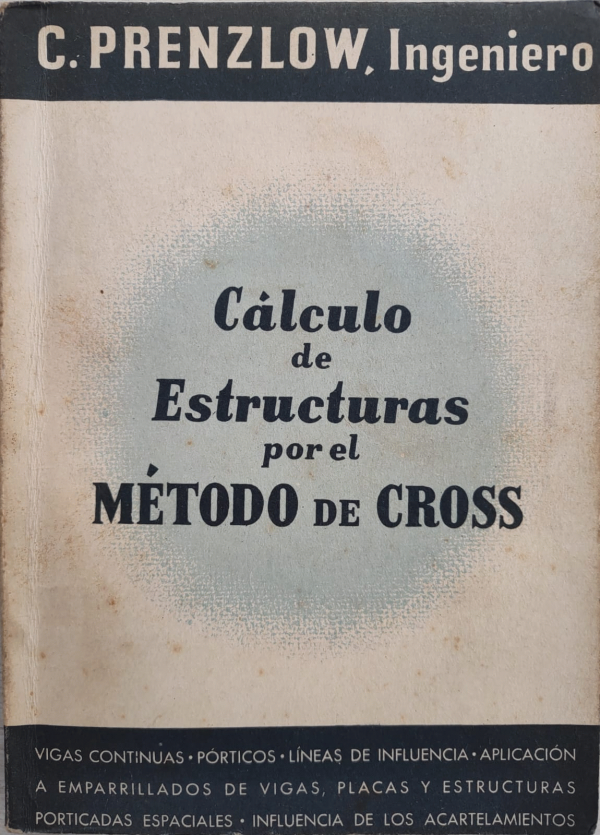 C. PRENZLOW, Ingeniero
Cálculo
de
Estructuras
por el
MÉTODO DE CROSS
VIGAS CONTINUAS • PÓRTICOS • LÍNEAS DE INFLUENCIA • APLICACIÓN
A EMPARRILLADOS DE VIGAS, PLACAS Y ESTRUCTURAS
PORTICADAS ESPACIALES • INFLUENCIA DE LOS ACARTELAMIENTOS